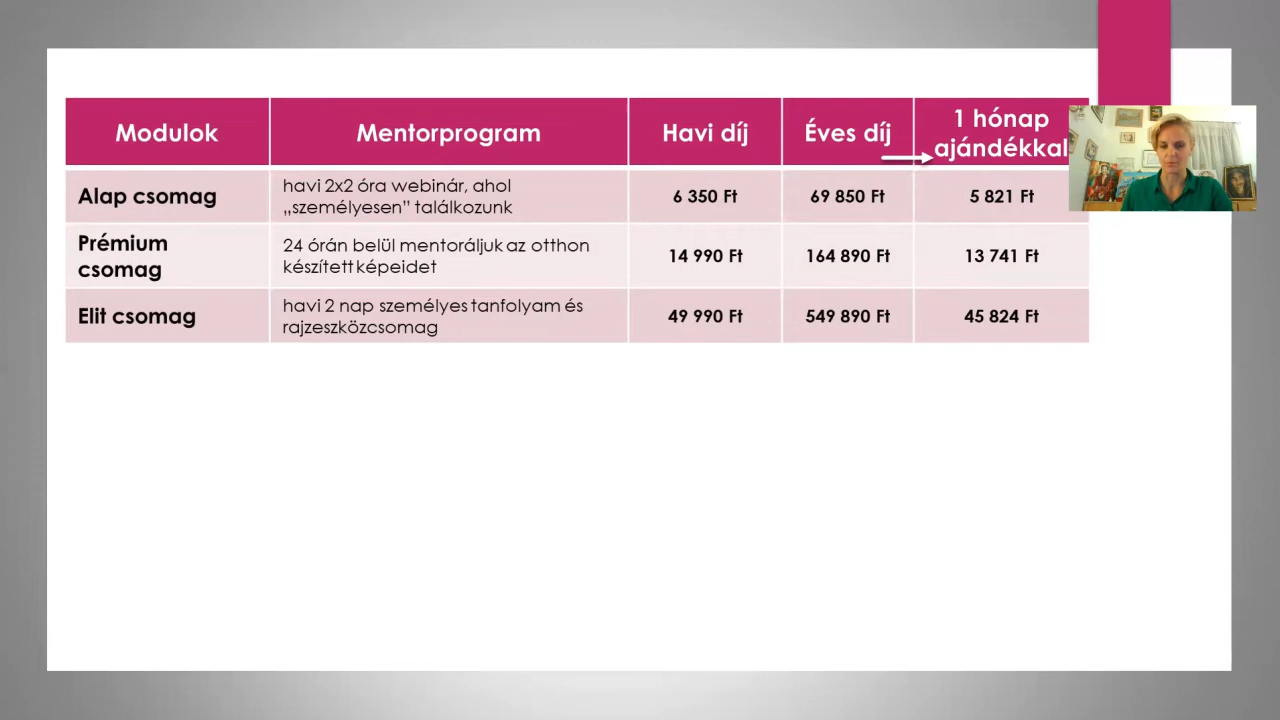 Modulok
Mentorprogram
Havi díj
Éves díj
1 hónap
ajándékkal
Alap csomag
havi 2x2 óra webinár, ahol
„személyesen” találkozunk
6 350 Ft
69 850 Ft
5 821 Ft
Prémium
csomag
24 órán belül mentoráljuk az otthon
készített képeidet
14 990 Ft
164 890 Ft
13 741 Ft
Elit csomag
havi 2 nap személyes tanfolyam és
rajzeszközcsomag
49 990 Ft
549 890 Ft
45 824 Ft